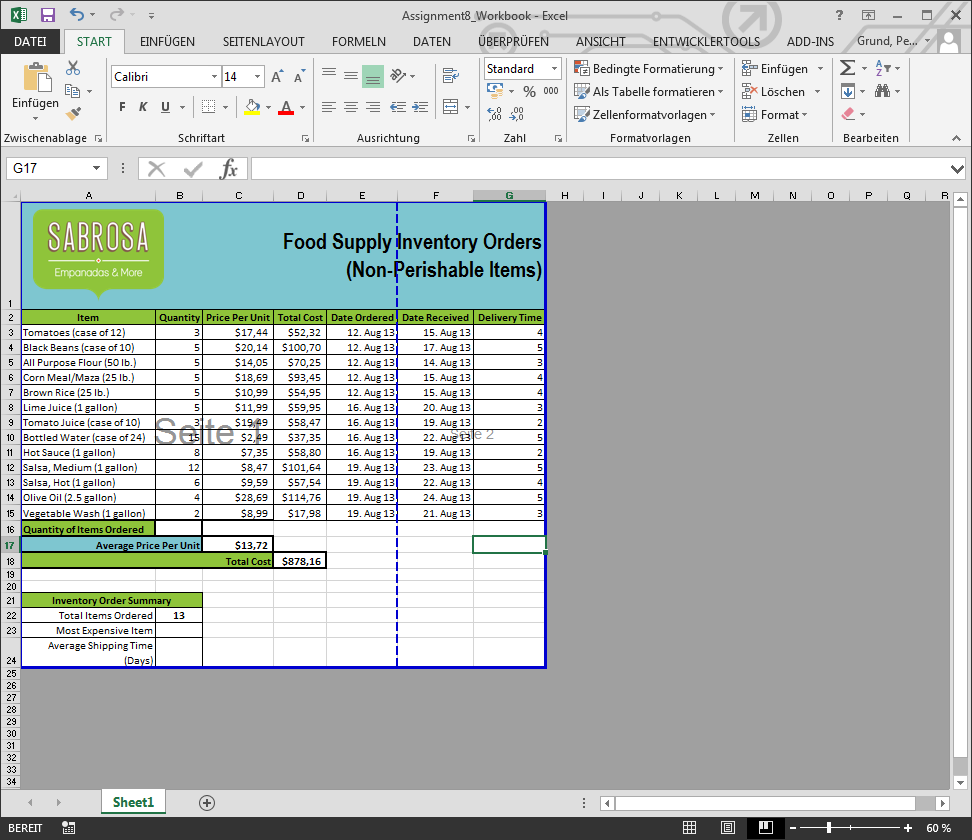 Assignment8_Workbook - Excel
DATEI START EINFÜGEN SEITENLAYOUT FORMELN DATEN ÜBERPRÜFEN ANSICHT ENTWICKLERTOOLS ADD-INS Grund, Pe...
Calibri 14 Standard Bedingte Formatierung Einfügen
Einfügen F K U % 000 Als Tabelle formatieren Löschen
Zellenformatvorlagen Format
Zwischenablage Schriftart Ausrichtung Zahl Formatvorlagen Zellen Bearbeiten
G17 fx
A B C D E F G H I J K L M N O P Q R
SABROSA
Empanadas & More
Food Supply Inventory Orders
(Non-Perishable Items)
1
2 Item Quantity Price Per Unit Total Cost Date Ordered Date Received Delivery Time
3 Tomatoes (case of 12) 3 $17,44 $52,32 12. Aug 13 15. Aug 13 4
4 Black Beans (case of 10) 5 $20,14 $100,70 12. Aug 13 17. Aug 13 5
5 All Purpose Flour (50 lb.) 5 $14,05 $70,25 12. Aug 13 14. Aug 13 3
6 Corn Meal/Maza (25 lb.) 5 $18,69 $93,45 12. Aug 13 15. Aug 13 4
7 Brown Rice (25 lb.) 5 $10,99 $54,95 12. Aug 13 15. Aug 13 4
8 Lime Juice (1 gallon) 5 $11,99 $59,95 16. Aug 13 20. Aug 13 3
9 Tomato Juice (case of 10) 3 $19,49 $58,47 16. Aug 13 19. Aug 13 2
Seite 1 Seite 2
10 Bottled Water (case of 24) 15 $2,49 $37,35 16. Aug 13 22. Aug 13 5
11 Hot Sauce (1 gallon) 8 $7,35 $58,80 16. Aug 13 19. Aug 13 2
12 Salsa, Medium (1 gallon) 12 $8,47 $101,64 19. Aug 13 23. Aug 13 5
13 Salsa, Hot (1 gallon) 6 $9,59 $57,54 19. Aug 13 22. Aug 13 4
14 Olive Oil (2.5 gallon) 4 $28,69 $114,76 19. Aug 13 24. Aug 13 5
15 Vegetable Wash (1 gallon) 2 $8,99 $17,98 19. Aug 13 21. Aug 13 3
16 Quantity of Items Ordered
17 Average Price Per Unit $13,72
18 Total Cost $878,16
19
20
21 Inventory Order Summary
22 Total Items Ordered 13
23 Most Expensive Item
Average Shipping Time
24 (Days)
25
26
27
28
29
30
31
32
33
34
Sheet1
BEREIT 60 %